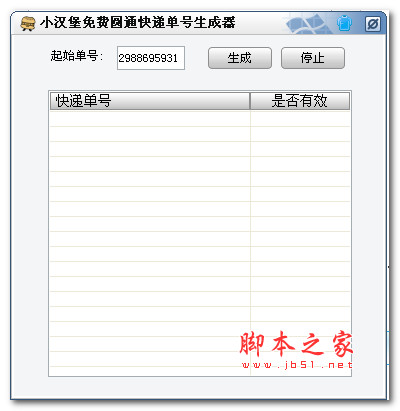 小汉堡免费圆通快递单号生成器
起始单号: 2988695931 生成 停止
快递单号 是否有效
脚本之家
www.jb51.net